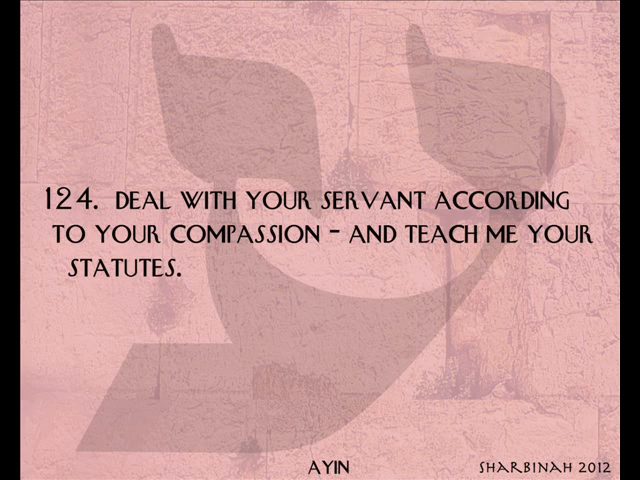 124. DEAL WITH YOUR SERVANT ACCORDING
TO YOUR COMPASSION - AND TEACH ME YOUR
STATUTES.
ע
AYIN
SHARBINAH 2012